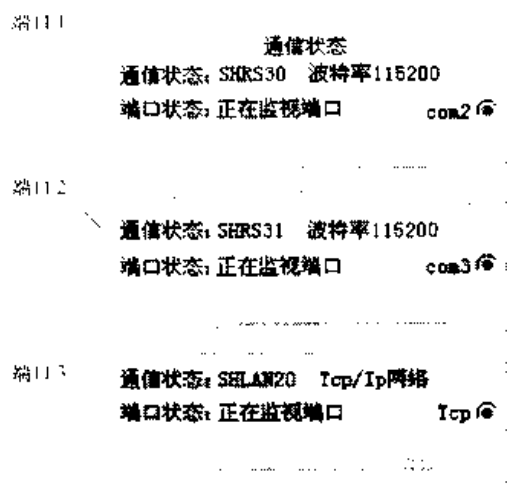 端口1
通信状态
通信状态：SHRS30 波特率115200
端口状态：正在监视端口 com2
端口2
通信状态：SHRS31 波特率115200
端口状态：正在监视端口 com3
端口3
通信状态：SHLAN20 Tcp/Ip网络
端口状态：正在监视端口 Tcp